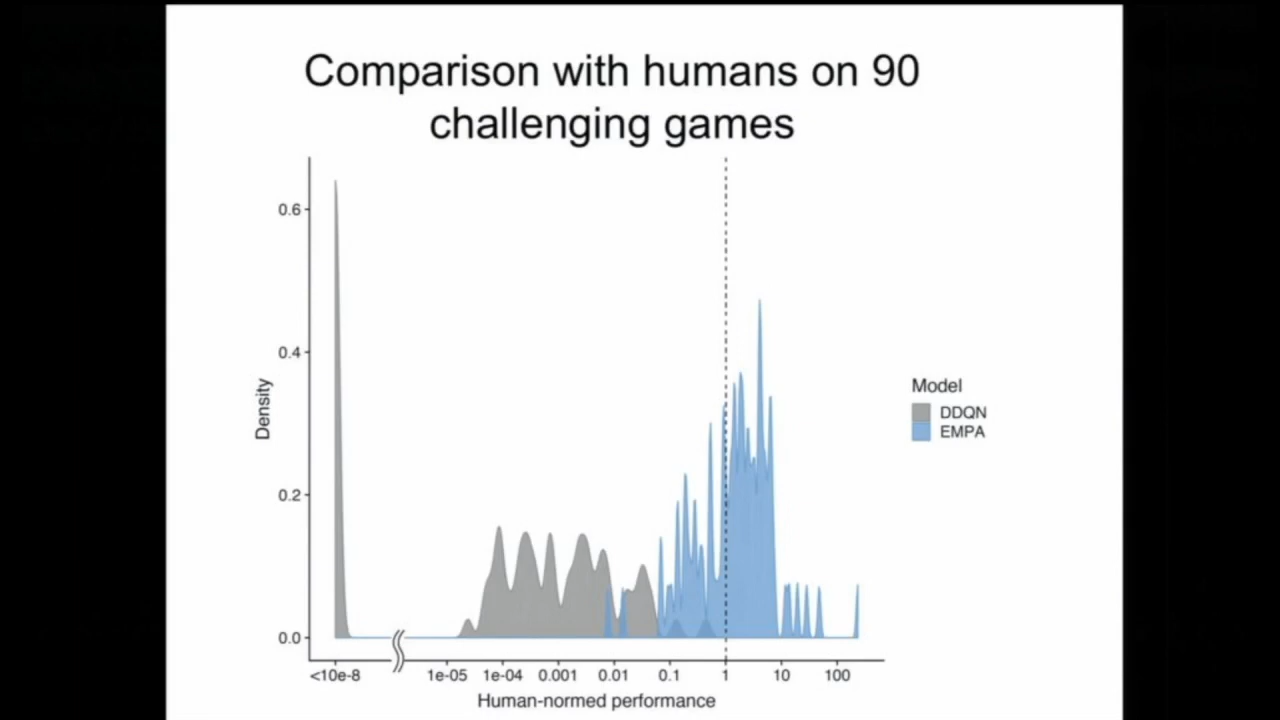 Comparison with humans on 90
challenging games
0.6
0.4
0.2
0.0
Density
<10e-8
1e-05
1e-04
0.001
0.01
0.1
1
10
100
Human-normed performance
Model
DDQN
EMPA